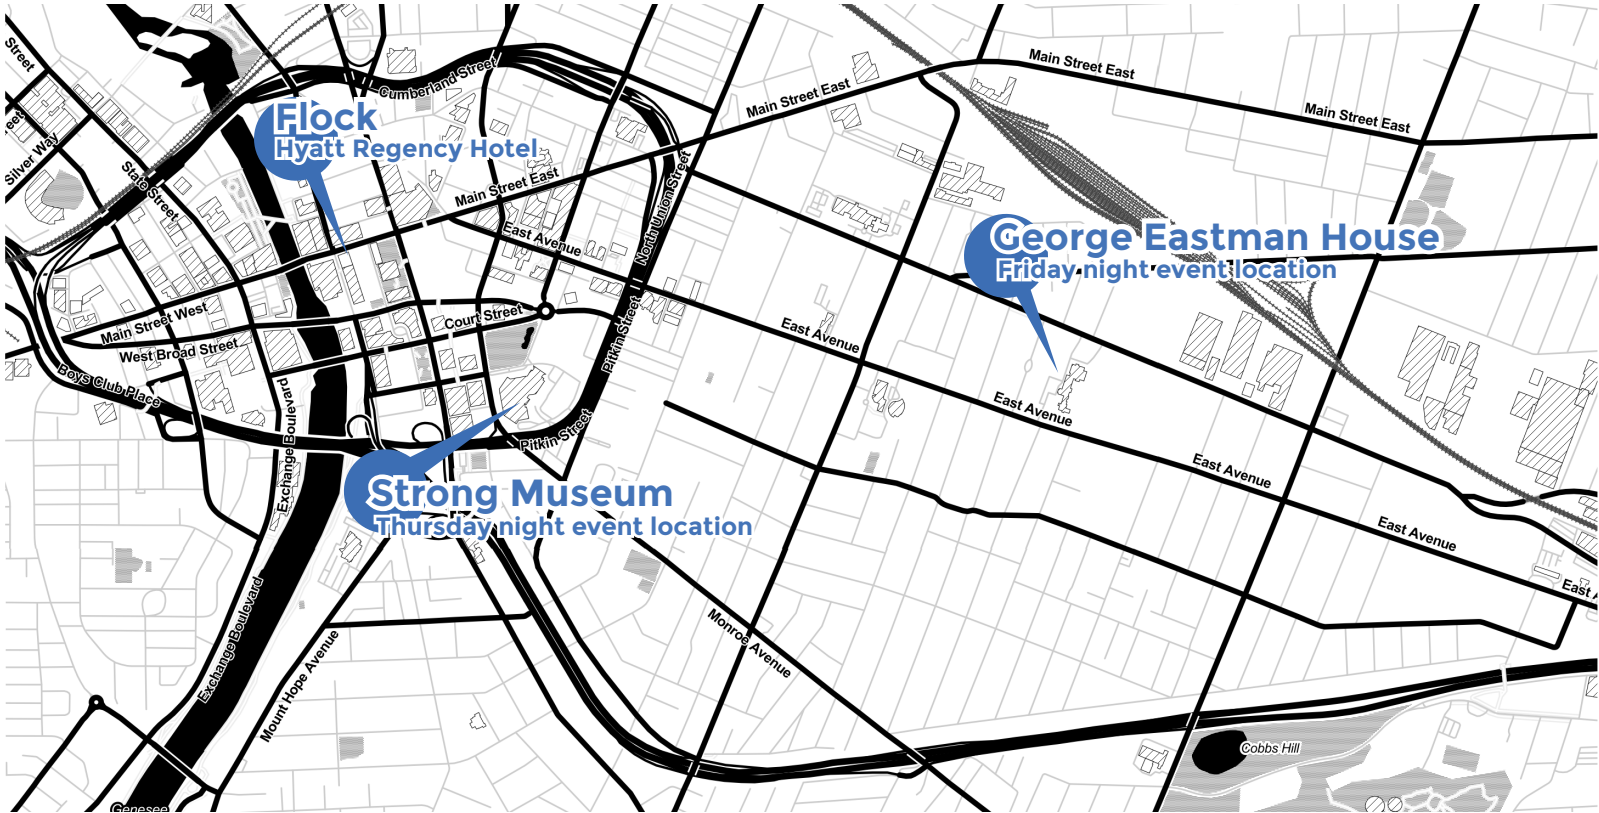 Street
eet
Silver Way
State Street
Cumberland Street
Main Street East
Main Street East
Main Street East
Flock
Hyatt Regency Hotel
Main Street East
North Union Street
East Avenue
George Eastman House
Friday night event location
Main Street West
West Broad Street
Court Street
Pitkin Street
East Avenue
Boys Club Place
Exchange Boulevard
Pitkin Street
East Avenue
East Avenue
Strong Museum
Thursday night event location
East Avenue
East A
Exchange Boulevard
Mount Hope Avenue
Monroe Avenue
Cobbs Hill
Genesee